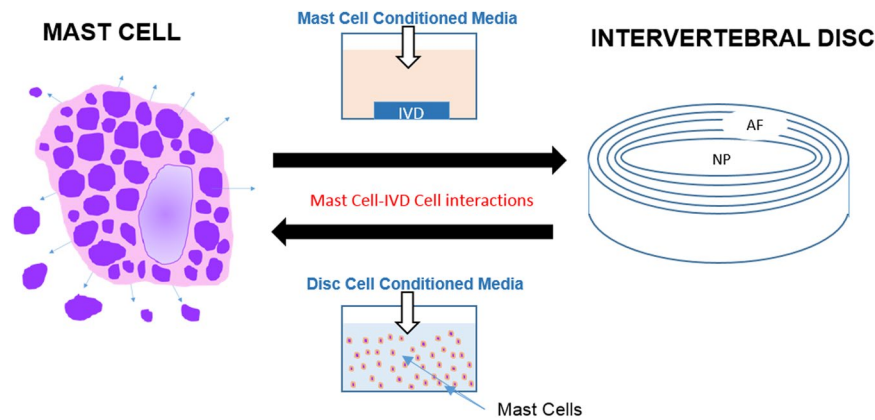 MAST CELL
Mast Cell Conditioned Media
INTERVERTEBRAL DISC
IVD
AF
NP
Mast Cell-IVD Cell interactions
Disc Cell Conditioned Media
Mast Cells